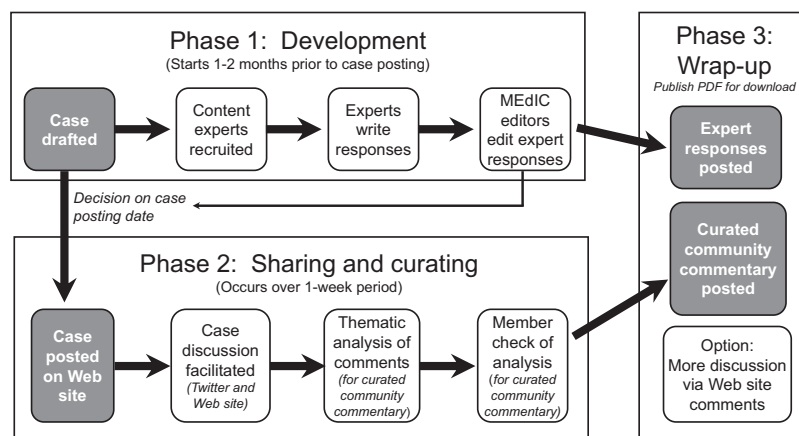 Phase 1: Development
(Starts 1-2 months prior to case posting)
Case
drafted
Content
experts
recruited
Experts
write
responses
MEdIC
editors
edit expert
responses
Decision on case
posting date
Phase 2: Sharing and curating
(Occurs over 1-week period)
Case
posted
on Web
site
Case
discussion
facilitated
(Twitter and
Web site)
Thematic
analysis of
comments
(for curated
community
commentary)
Member
check of
analysis
(for curated
community
commentary)
Phase 3:
Wrap-up
Publish PDF for download
Expert
responses
posted
Curated
community
commentary
posted
Option:
More discussion
via Web site
comments